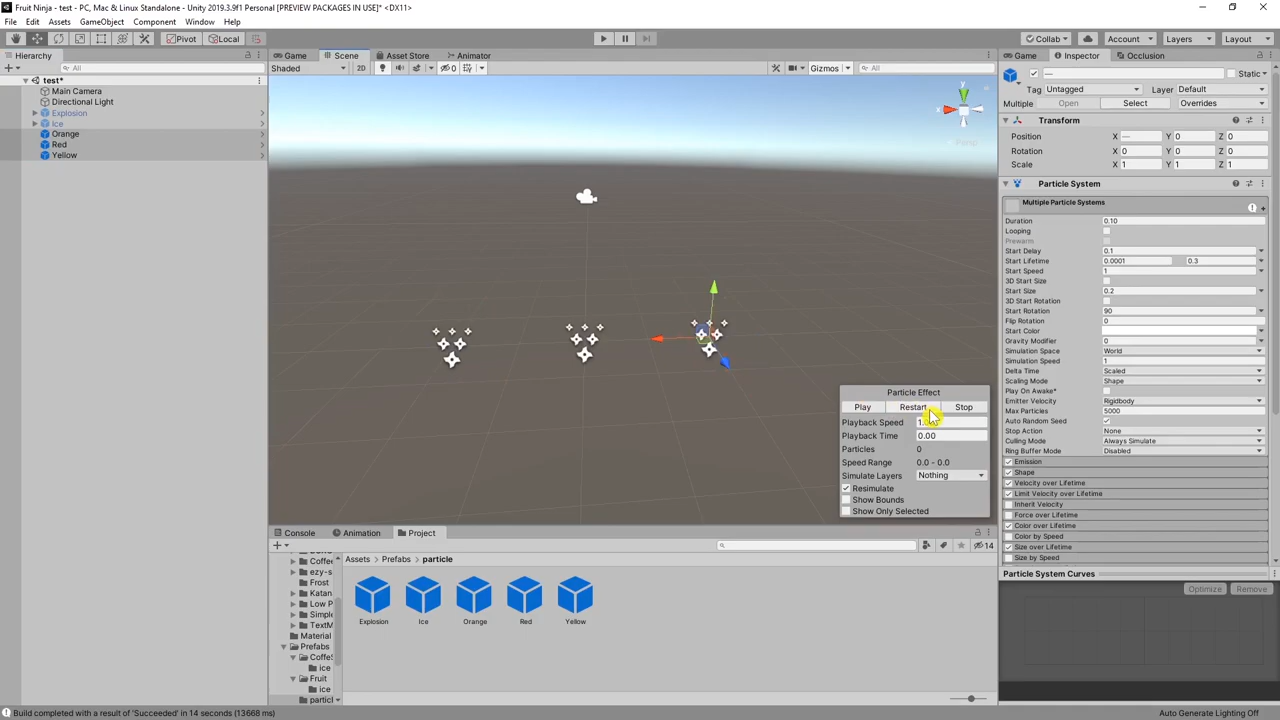 Fruit Ninja - test - PC, Mac & Linux Standalone - Unity 2019.3.9f1 Personal [PREVIEW PACKAGES IN USE]* <DX11>
File Edit Assets GameObject Component Window Help
Pivot Local Collab Account Layers Layout
Hierarchy
All
test*
Main Camera
Directional Light
Explosion
Ice
Orange
Red
Yellow
Game Scene Asset Store Animator
Shaded 2D 0 Gizmos All
y
x
Persp
Particle Effect
Play Restart Stop
Playback Speed
Playback Time 0.00
Particles 0
Speed Range 0.0 - 0.0
Simulate Layers Nothing
Resimulate
Show Bounds
Show Only Selected
Console Animation Project
14
Assets Prefabs particle
Coffee
ezy-s
Frost
Katan
Low P
Simple
TextM
Material
Prefabs
CoffeS
ice
Fruit
ice
particl
Explosion Ice Orange Red Yellow
Game Inspector Occlusion
— Static
Tag Untagged Layer Default
Multiple Open Select Overrides
Transform
Position X — Y 0 Z 0
Rotation X 0 Y 0 Z 0
Scale X 1 Y 1 Z 1
Particle System
Multiple Particle Systems
Duration 0.10
Looping
Prewarm
Start Delay 0.1
Start Lifetime 0.0001 0.3
Start Speed 1
3D Start Size
Start Size 0.2
3D Start Rotation
Start Rotation 90
Flip Rotation 0
Start Color
Gravity Modifier 0
Simulation Space World
Simulation Speed 1
Delta Time Scaled
Scaling Mode Shape
Play On Awake*
Emitter Velocity Rigidbody
Max Particles 5000
Auto Random Seed
Stop Action None
Culling Mode Always Simulate
Ring Buffer Mode Disabled
Emission
Shape
Velocity over Lifetime
Limit Velocity over Lifetime
Inherit Velocity
Force over Lifetime
Color over Lifetime
Color by Speed
Size over Lifetime
Size by Speed
Particle System Curves
Optimize Remove
Build completed with a result of 'Succeeded' in 14 seconds (13668 ms)
Auto Generate Lighting Off